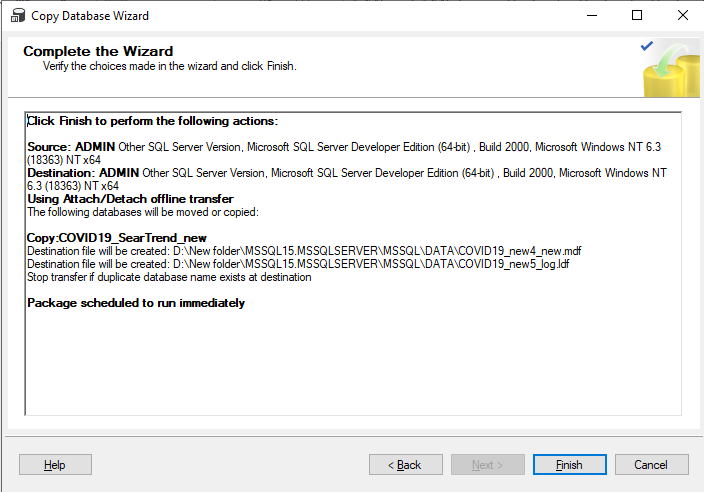 Copy Database Wizard
Complete the Wizard
Verify the choices made in the wizard and click Finish.
Click Finish to perform the following actions:
Source: ADMIN Other SQL Server Version, Microsoft SQL Server Developer Edition (64-bit) , Build 2000, Microsoft Windows NT 6.3
(18363) NT x64
Destination: ADMIN Other SQL Server Version, Microsoft SQL Server Developer Edition (64-bit) , Build 2000, Microsoft Windows NT
6.3 (18363) NT x64
Using Attach/Detach offline transfer
The following databases will be moved or copied:
Copy:COVID19_SearTrend_new
Destination file will be created: D:\New folder\MSSQL15.MSSQLSERVER\MSSQL\DATA\COVID19_new4_new.mdf
Destination file will be created: D:\New folder\MSSQL15.MSSQLSERVER\MSSQL\DATA\COVID19_new5_log.ldf
Stop transfer if duplicate database name exists at destination
Package scheduled to run immediately
Help
< Back
Next >
Finish
Cancel